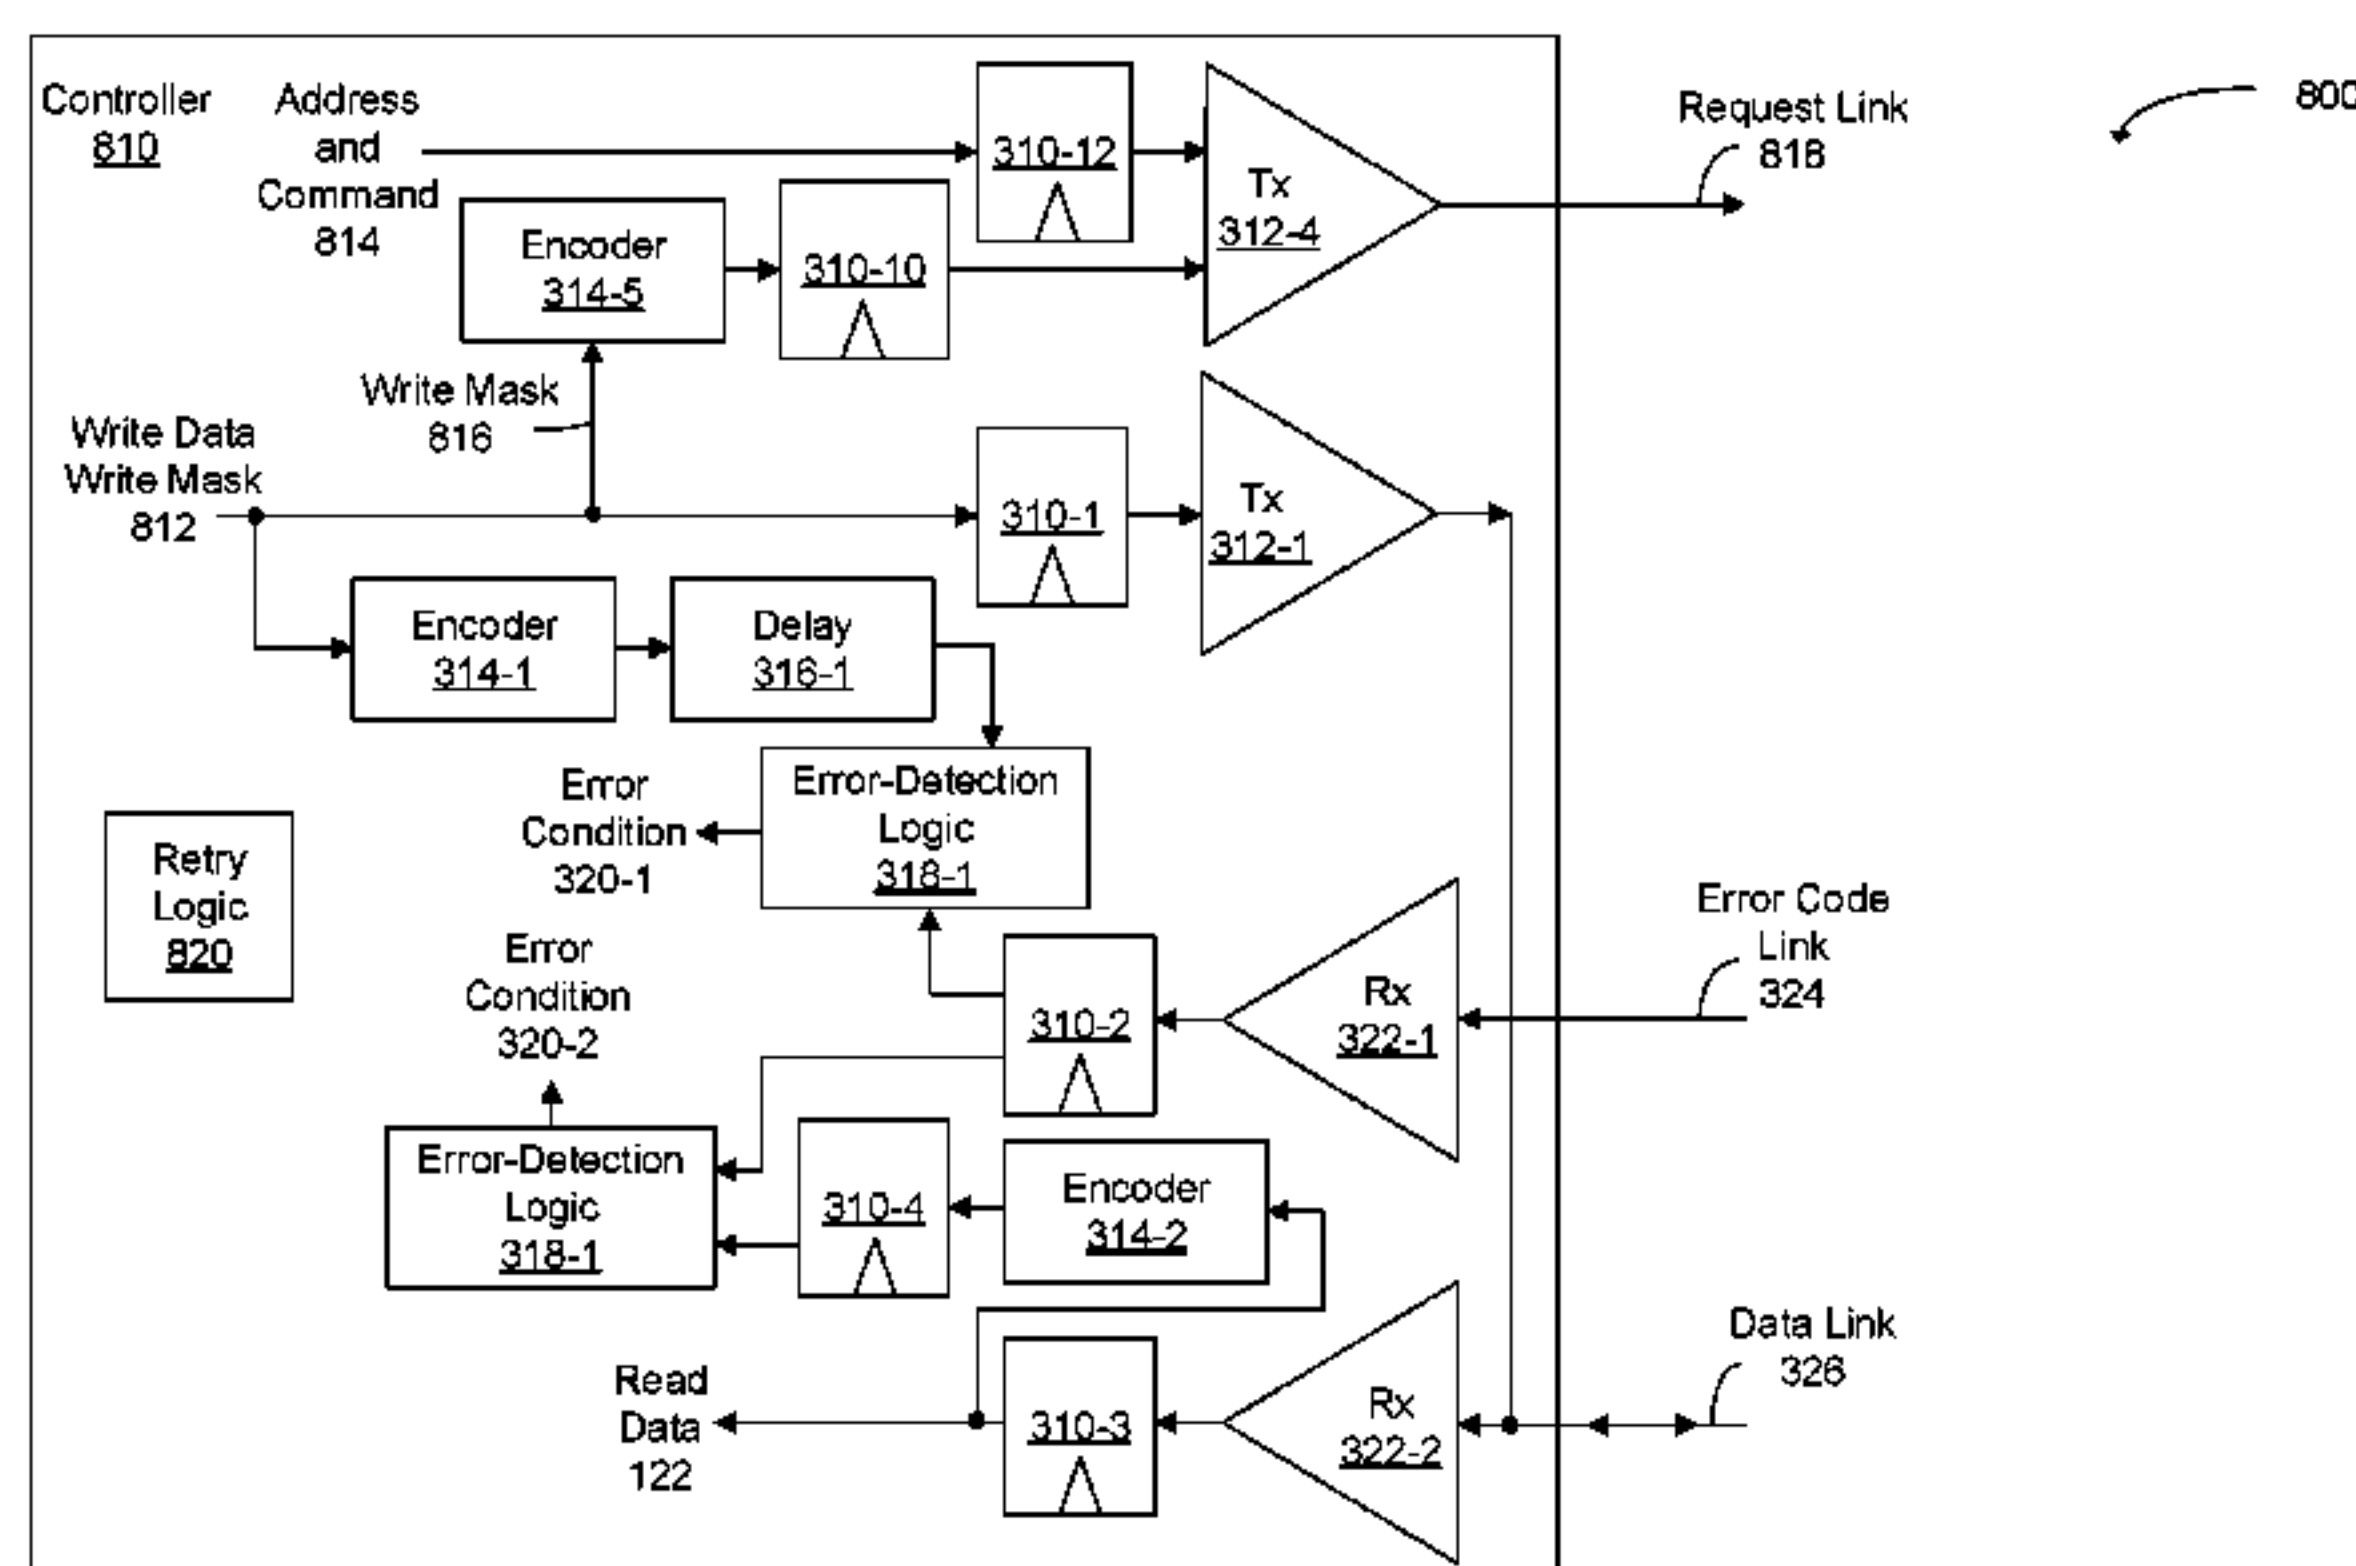 Controller
810
Address
and
Command
814
310-12
Tx
312-4
Request Link
818
800
Encoder
314-5
310-10
Write Mask
816
Write Data
Write Mask
812
310-1
Tx
312-1
Encoder
314-1
Delay
316-1
Error
Condition
320-1
Error-Detection
Logic
318-1
Retry
Logic
820
Error
Condition
320-2
310-2
Rx
322-1
Error Code
Link
324
Error-Detection
Logic
318-1
310-4
Encoder
314-2
Read
Data
122
310-3
Rx
322-2
Data Link
326